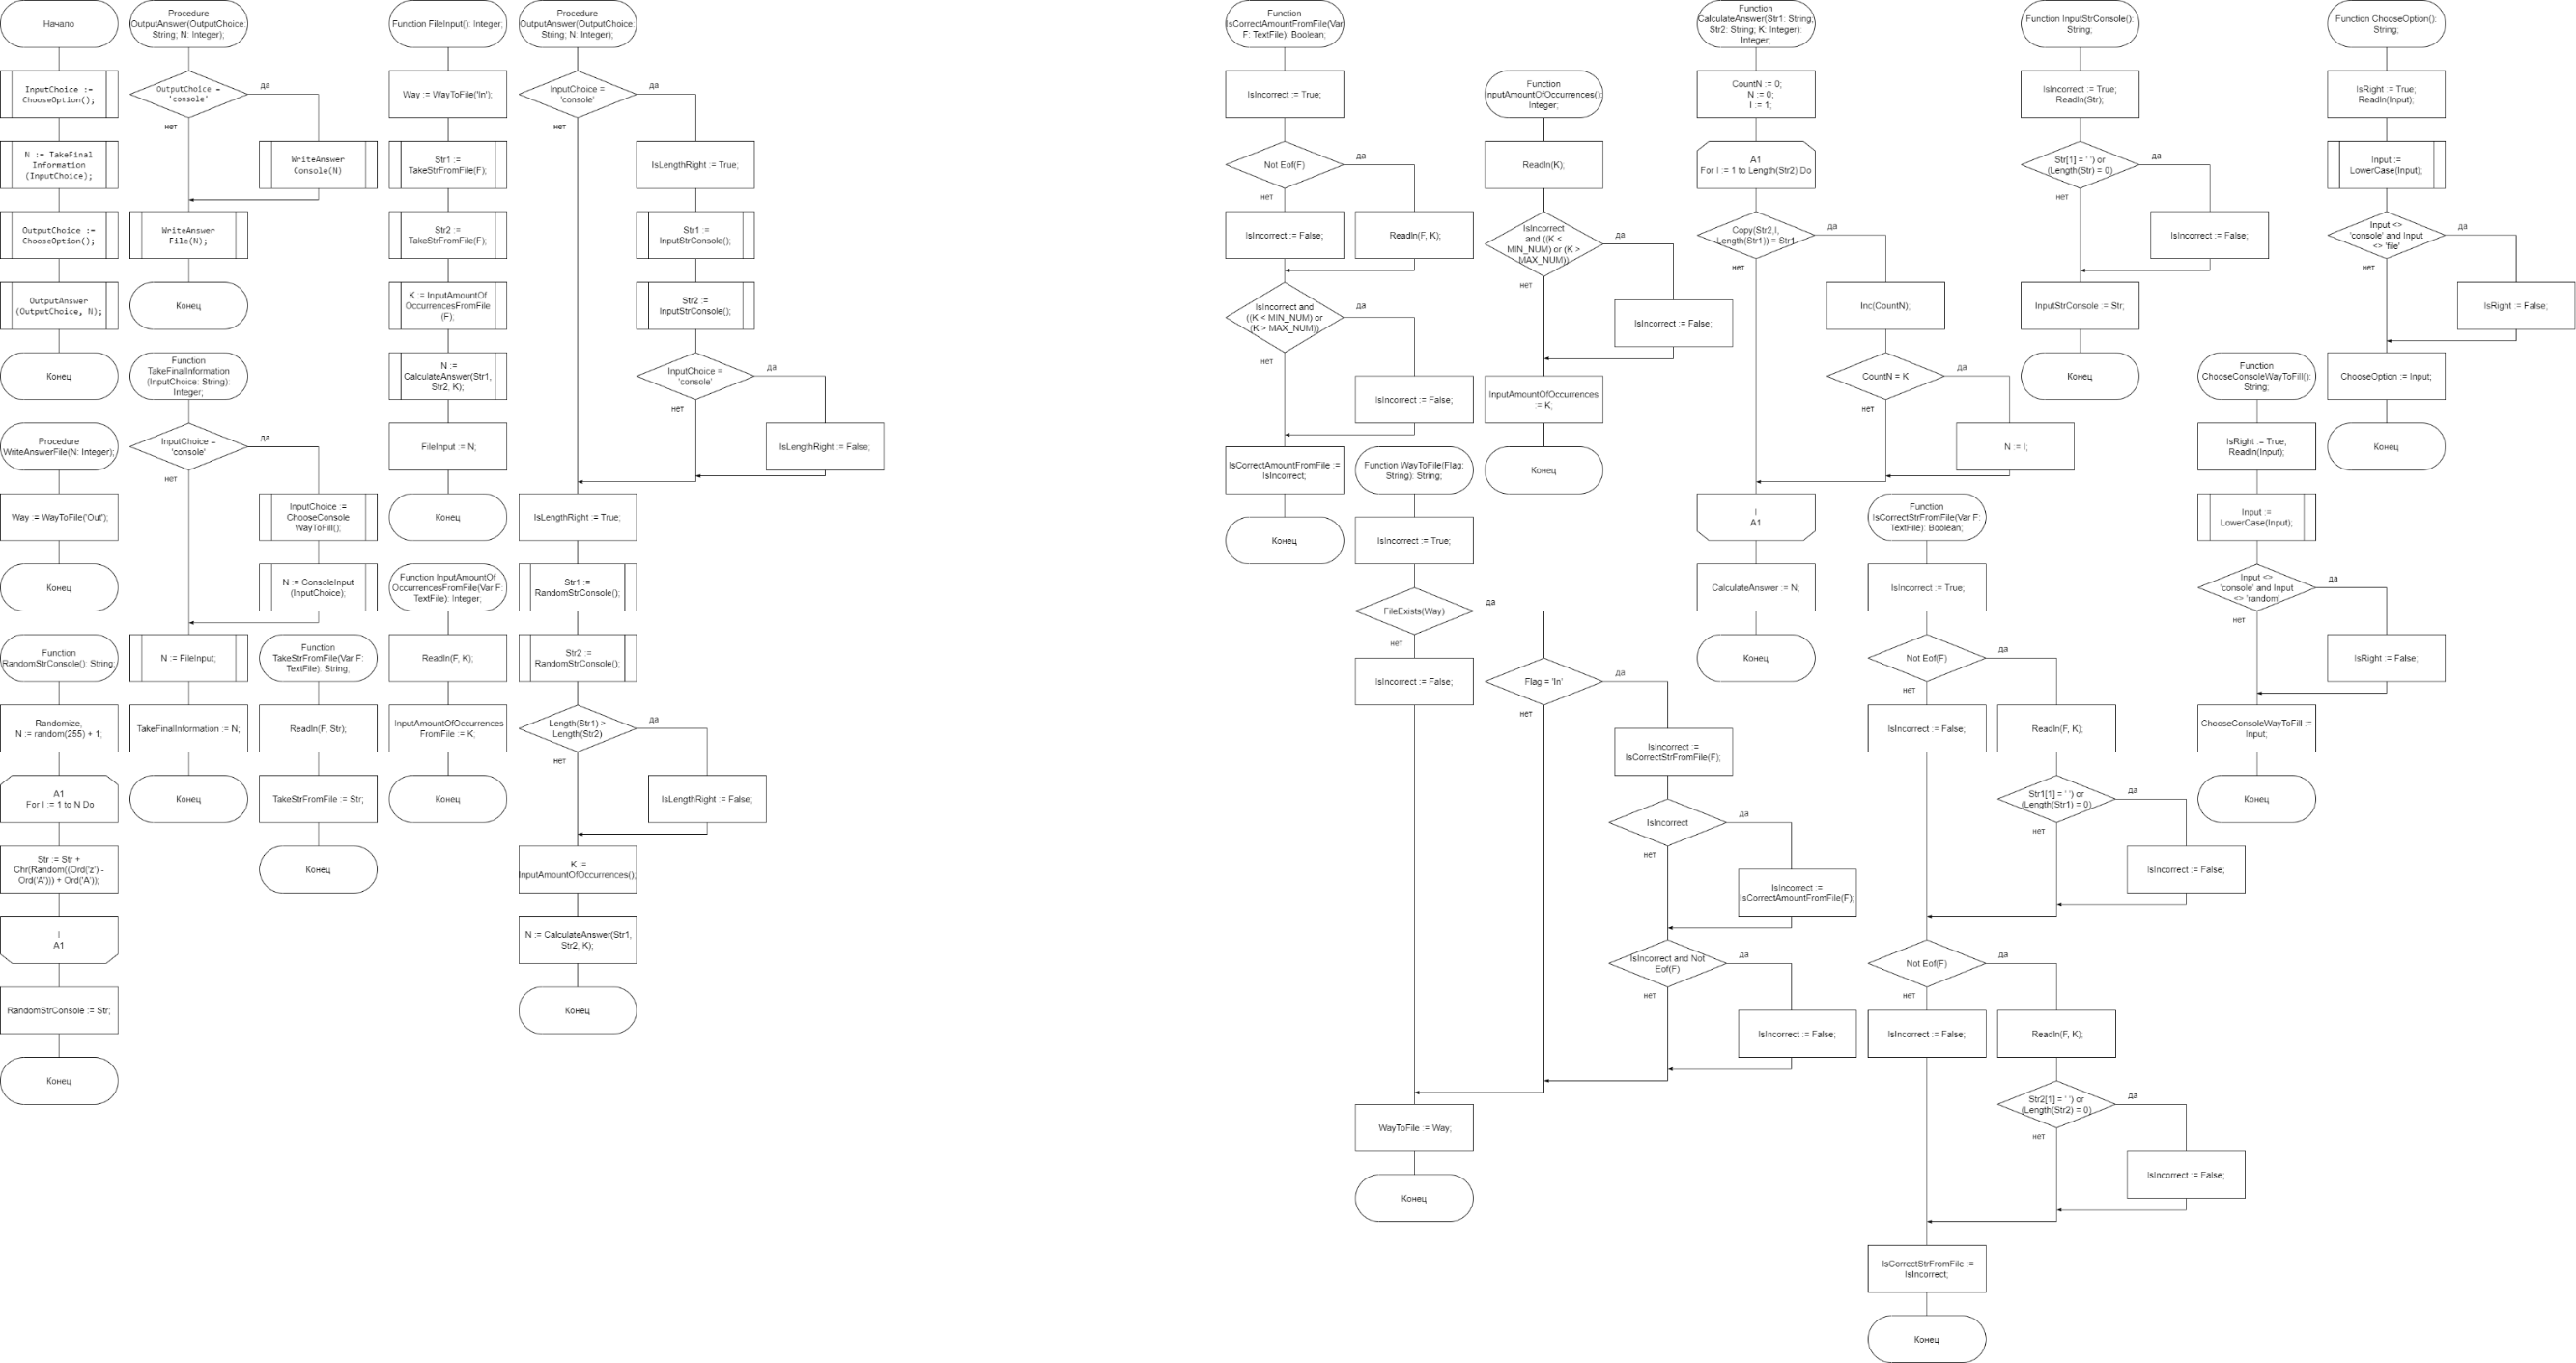 Начало
InputChoice :=
ChooseOption();
N := TakeFinal
Information
(InputChoice);
OutputChoice :=
ChooseOption();
OutputAnswer
(OutputChoice, N);
Конец
Procedure
WriteAnswerFile(N: Integer);
Way := WayToFile('Out');
Конец
Function
RandomStrConsole(): String;
Randomize,
N := random(255) + 1;
A1
For I := 1 to N Do
Str := Str +
Chr(Random((Ord('z') -
Ord('A'))) + Ord('A'));
I
A1
RandomStrConsole := Str;
Конец
Procedure
OutputAnswer(OutputChoice:
String; N: Integer);
OutputChoice =
'console'
да
нет
WriteAnswer
Console(N)
WriteAnswer
File(N);
Конец
Function
TakeFinalInformation
(InputChoice: String):
Integer;
InputChoice =
'console'
да
нет
InputChoice :=
ChooseConsole
WayToFill();
N := ConsoleInput
(InputChoice);
N := FileInput;
TakeFinalInformation := N;
Конец
Function
TakeStrFromFile(Var F:
TextFile): String;
Readln(F, Str);
TakeStrFromFile := Str;
Конец
Function FileInput(): Integer;
Way := WayToFile('In');
Str1 :=
TakeStrFromFile(F);
Str2 :=
TakeStrFromFile(F);
K := InputAmountOf
OccurrencesFromFile
(F);
N :=
CalculateAnswer(Str1,
Str2, K);
FileInput := N;
Конец
Function InputAmountOf
OccurrencesFromFile(Var F:
TextFile): Integer;
Readln(F, K);
InputAmountOfOccurrences
FromFile := K;
Конец
Procedure
OutputAnswer(OutputChoice:
String; N: Integer);
InputChoice =
'console'
да
нет
IsLengthRight := True;
Str1 :=
InputStrConsole();
Str2 :=
InputStrConsole();
InputChoice =
'console'
да
нет
IsLengthRight := False;
IsLengthRight := True;
Str1 :=
RandomStrConsole();
Str2 :=
RandomStrConsole();
Length(Str1) >
Length(Str2)
да
нет
IsLengthRight := False;
K :=
InputAmountOfOccurrences();
N := CalculateAnswer(Str1,
Str2, K);
Конец
Function
IsCorrectAmountFromFile(Var
F: TextFile): Boolean;
IsIncorrect := True;
Not Eof(F)
да
нет
IsIncorrect := False;
Readln(F, K);
IsIncorrect and
((K < MIN_NUM) or
(K > MAX_NUM))
да
нет
IsIncorrect := False;
IsCorrectAmountFromFile :=
IsIncorrect;
Конец
Function WayToFile(Flag:
String): String;
IsIncorrect := True;
FileExists(Way)
да
нет
IsIncorrect := False;
Flag = 'In'
да
нет
IsIncorrect :=
IsCorrectStrFromFile(F);
IsIncorrect
да
нет
IsIncorrect :=
IsCorrectAmountFromFile(F);
IsIncorrect and Not
Eof(F)
да
нет
IsIncorrect := False;
WayToFile := Way;
Конец
Function
InputAmountOfOccurrences():
Integer;
Readln(K);
IsIncorrect
and ((K <
MIN_NUM) or (K >
MAX_NUM))
да
нет
IsIncorrect := False;
InputAmountOfOccurrences
:= K;
Конец
Function
CalculateAnswer(Str1: String;
Str2: String; K: Integer):
Integer;
CountN := 0;
N := 0;
I := 1;
A1
For I := 1 to Length(Str2) Do
Copy(Str2,I,
Length(Str1)) = Str1
да
нет
Inc(CountN);
CountN = K
да
нет
N := I;
I
A1
CalculateAnswer := N;
Конец
Function
IsCorrectStrFromFile(Var F:
TextFile): Boolean;
IsIncorrect := True;
Not Eof(F)
да
нет
IsIncorrect := False;
Readln(F, K);
Str1[1] = ' ') or
(Length(Str1) = 0)
да
нет
IsIncorrect := False;
Not Eof(F)
да
нет
IsIncorrect := False;
Readln(F, K);
Str2[1] = ' ') or
(Length(Str2) = 0)
да
нет
IsIncorrect := False;
IsCorrectStrFromFile :=
IsIncorrect;
Конец
Function InputStrConsole():
String;
IsIncorrect := True;
Readln(Str);
Str[1] = ' ') or
(Length(Str) = 0)
да
нет
IsIncorrect := False;
InputStrConsole := Str;
Конец
Function
ChooseConsoleWayToFill():
String;
IsRight := True;
Readln(Input);
Input :=
LowerCase(Input);
Input <>
'console' and Input
<> 'random'
да
нет
IsRight := False;
ChooseConsoleWayToFill :=
Input;
Конец
Function ChooseOption():
String;
IsRight := True;
Readln(Input);
Input :=
LowerCase(Input);
Input <>
'console' and Input
<> 'file'
да
нет
IsRight := False;
ChooseOption := Input;
Конец